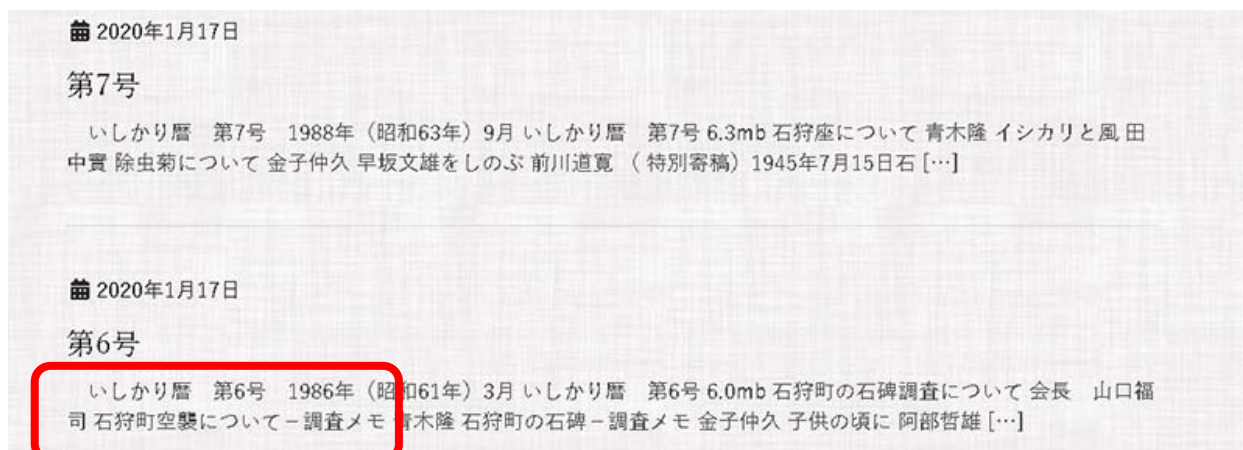 2020年1月17日
第7号
いしかり暦　第7号　1988年（昭和63年）9月 いしかり暦　第7号 6.3mb 石狩座について 青木隆 イシカリと風 田
中實 除虫菊について 金子仲久 早坂文雄をしのぶ 前川道寛 （ 特別寄稿）1945年7月15日石 […]
2020年1月17日
第6号
いしかり暦　第6号　1986年（昭和61年）3月 いしかり暦　第6号 6.0mb 石狩町の石碑調査について 会長　山口福
司 石狩町空襲について－調査メモ 青木隆 石狩町の石碑－調査メモ 金子仲久 子供の頃に 阿部哲雄 […]